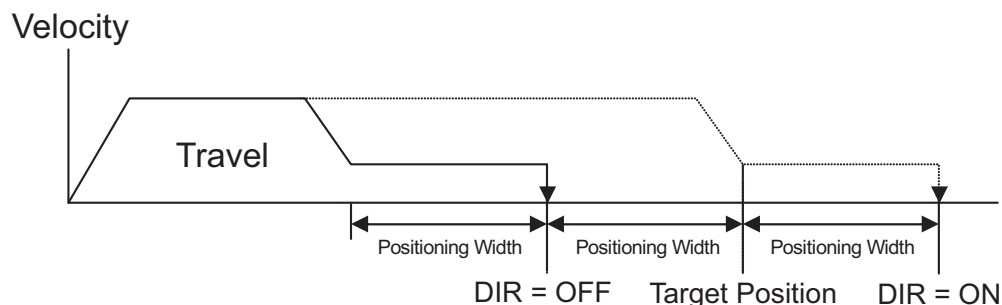 Velocity
Travel
Positioning Width
Positioning Width
Positioning Width
DIR = OFF
Target Position
DIR = ON